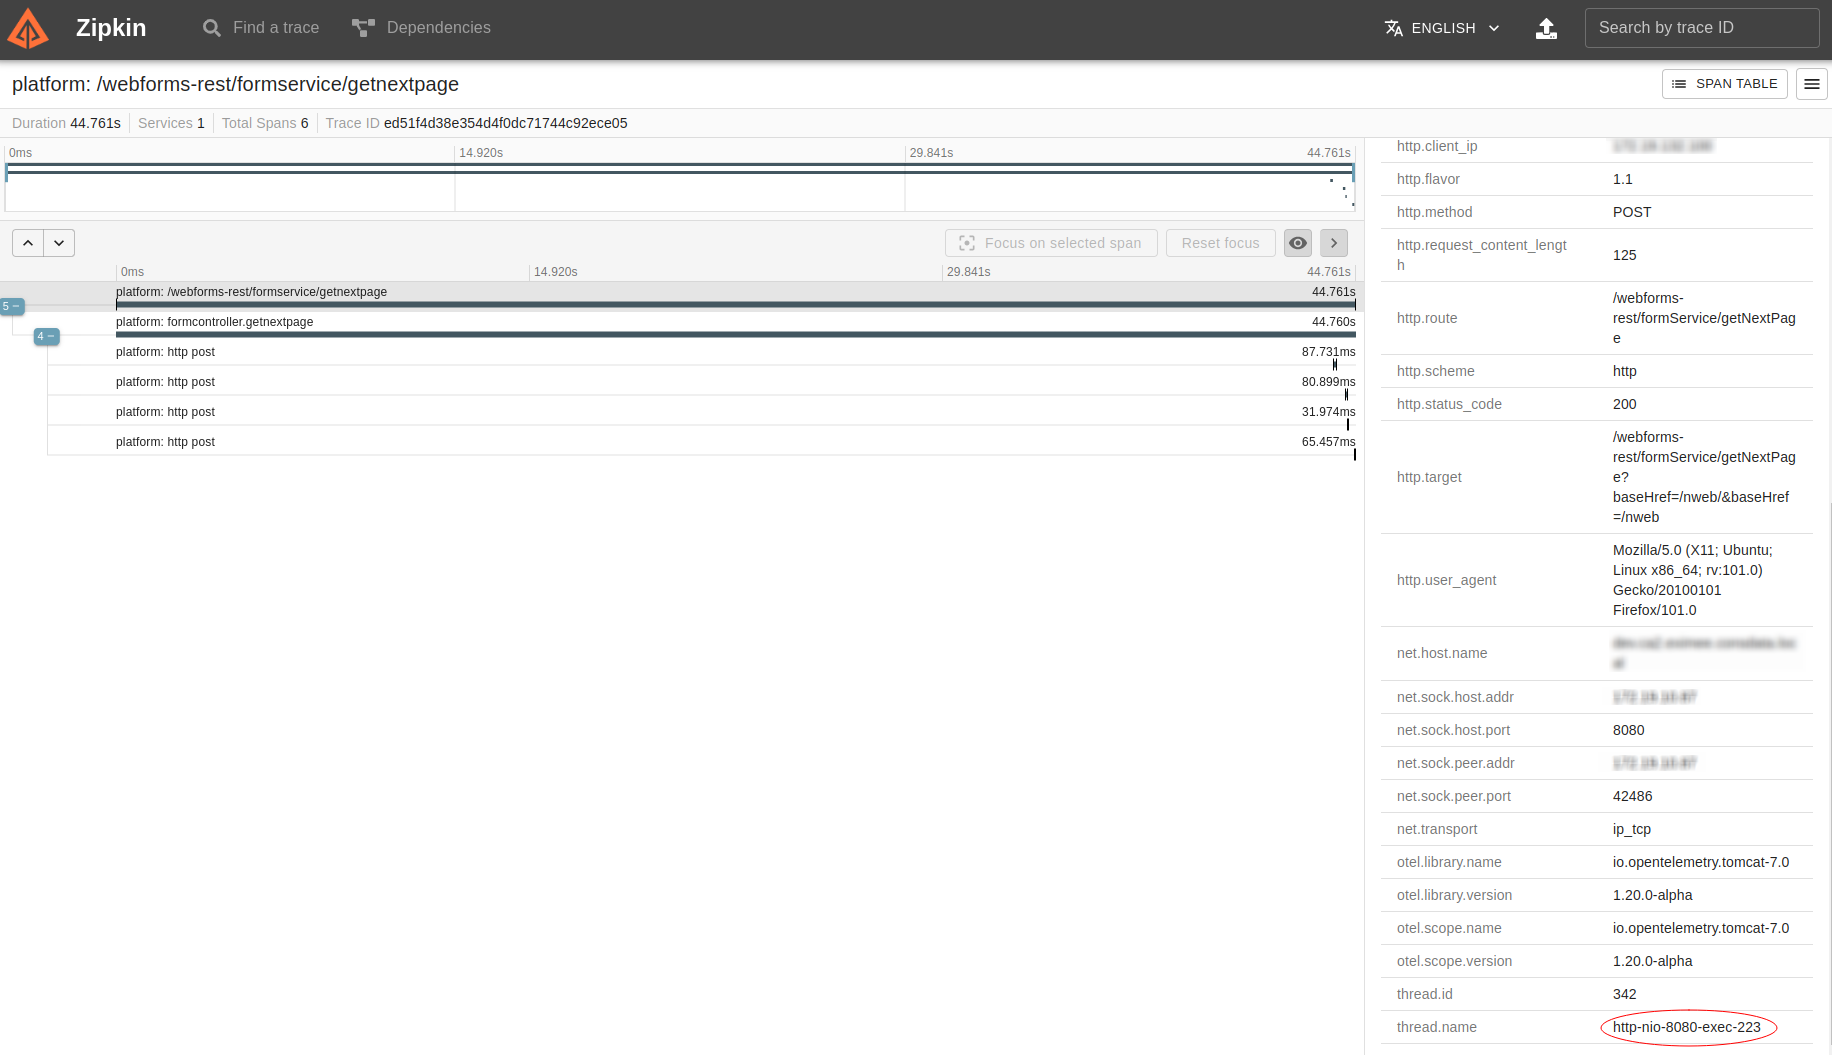 Zipkin
Find a trace
Dependencies
ENGLISH
Search by trace ID
platform: /webforms-rest/formservice/getnextpage
SPAN TABLE
Duration 44.761s
Services 1
Total Spans 6
Trace ID ed51f4d38e354d4f0dc71744c92ece05
0ms 14.920s 29.841s 44.761s
Focus on selected span
Reset focus
0ms 14.920s 29.841s 44.761s
platform: /webforms-rest/formservice/getnextpage 44.761s
5
platform: formcontroller.getnextpage 44.760s
4
platform: http post 87.731ms
platform: http post 80.899ms
platform: http post 31.974ms
platform: http post 65.457ms
http.client_ip
http.flavor 1.1
http.method POST
http.request_content_lengt
h
125
http.route
/webforms-
rest/formService/getNextPag
e
http.scheme http
http.status_code 200
http.target
/webforms-
rest/formService/getNextPag
e?
baseHref=/nweb/&baseHref
=/nweb
http.user_agent
Mozilla/5.0 (X11; Ubuntu;
Linux x86_64; rv:101.0)
Gecko/20100101
Firefox/101.0
net.host.name
net.sock.host.addr
net.sock.host.port 8080
net.sock.peer.addr
net.sock.peer.port 42486
net.transport ip_tcp
otel.library.name io.opentelemetry.tomcat-7.0
otel.library.version 1.20.0-alpha
otel.scope.name io.opentelemetry.tomcat-7.0
otel.scope.version 1.20.0-alpha
thread.id 342
thread.name http-nio-8080-exec-223